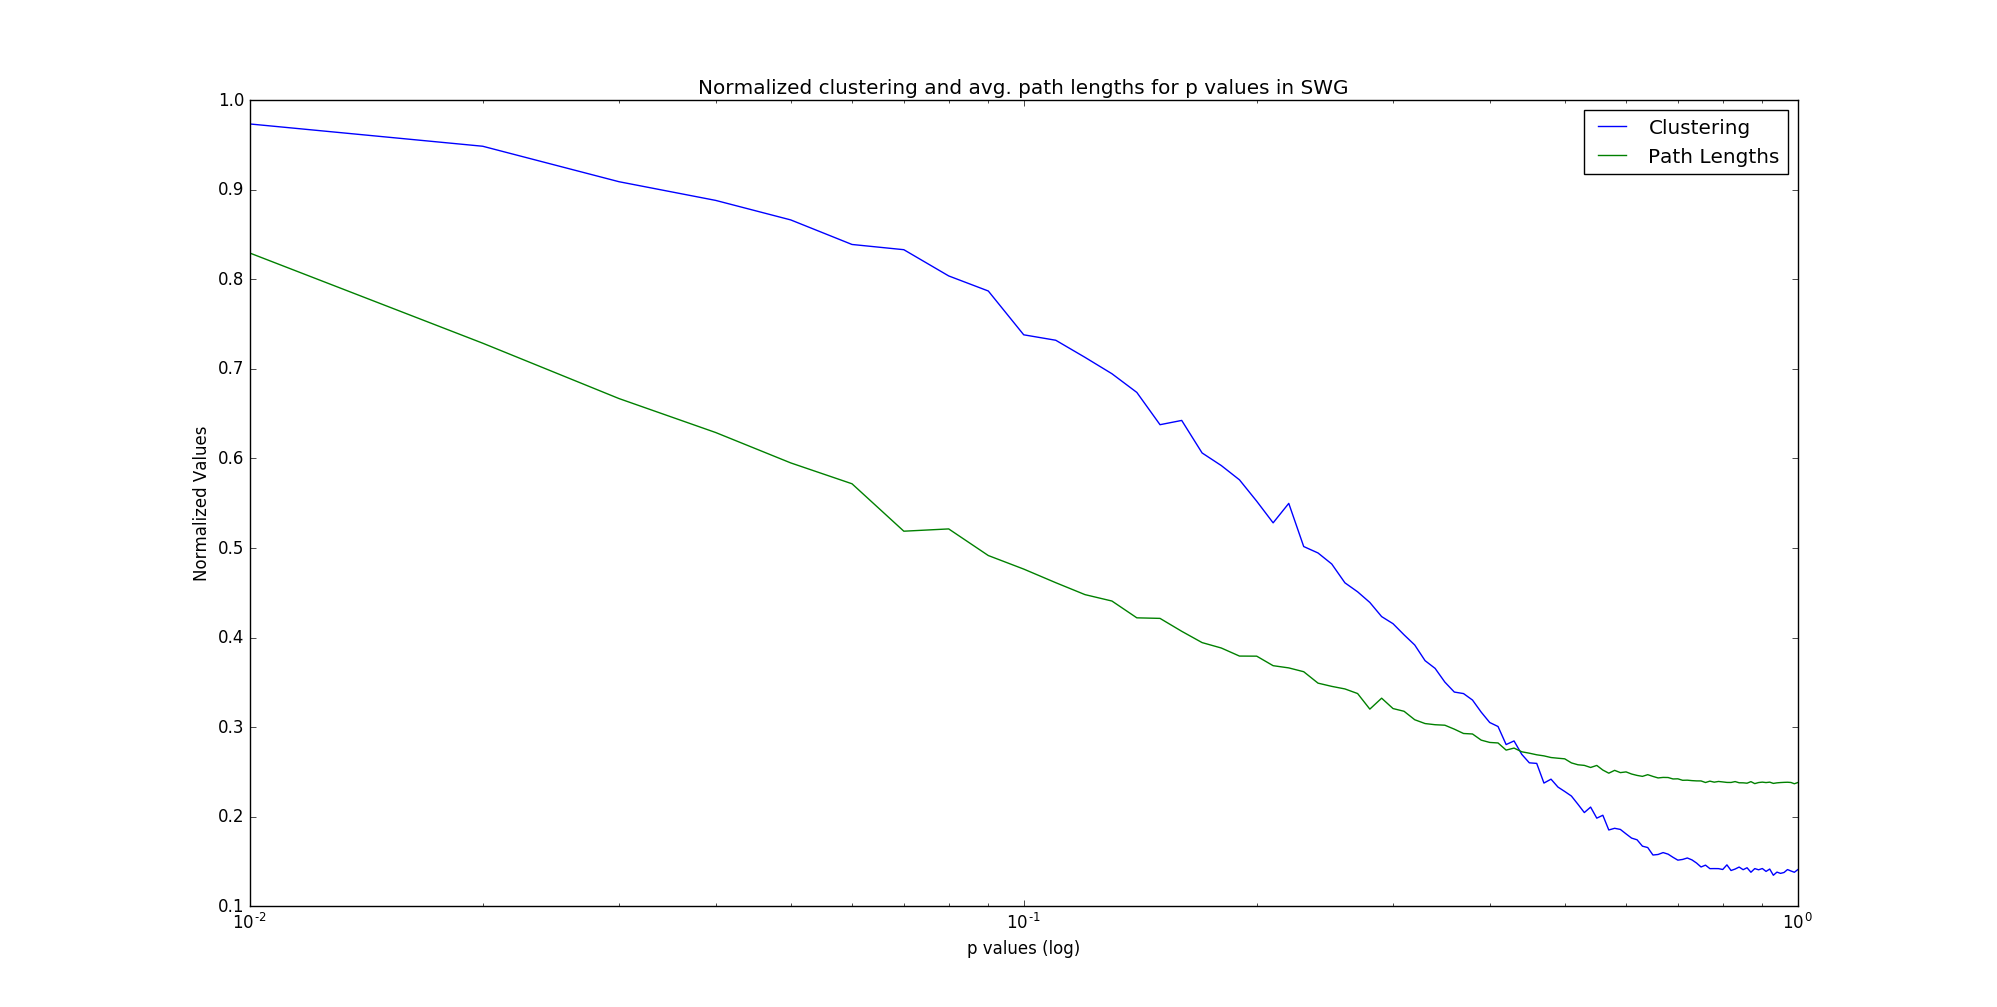 Normalized clustering and avg. path lengths for p values in SWG
Clustering
Path Lengths
Normalized Values
1.0
0.9
0.8
0.7
0.6
0.5
0.4
0.3
0.2
0.1
10^-2
10^-1
10^0
p values (log)